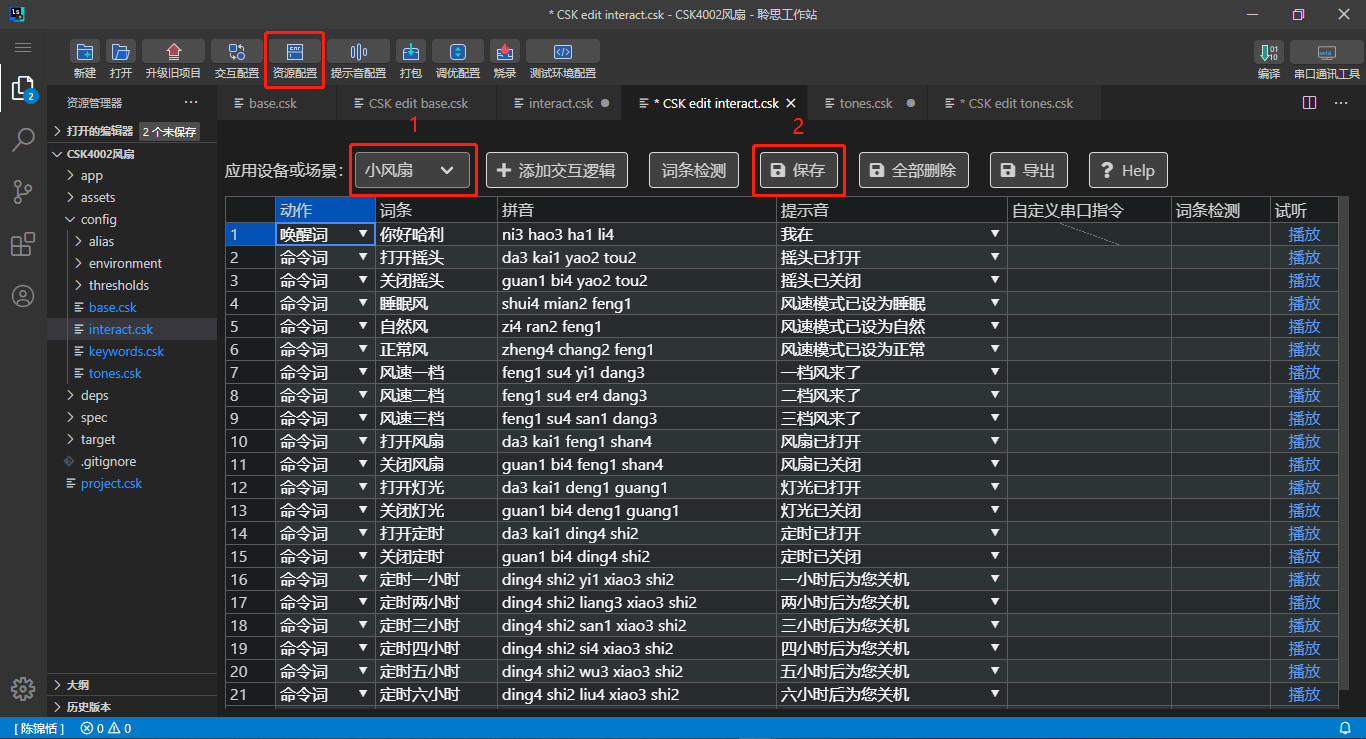 * CSK edit interact.csk - CSK4002风扇 - 聆思工作站
新建 打开 升级旧项目 交互配置 资源配置 提示音配置 打包 调优配置 烧录 测试环境配置 编译 串口通讯工具
资源管理器 ···
base.csk CSK edit base.csk interact.csk * CSK edit interact.csk tones.csk * CSK edit tones.csk
1 2
打开的编辑器 2 个未保存
CSK4002风扇
app
assets
config
alias
environment
thresholds
base.csk
interact.csk
keywords.csk
tones.csk
deps
spec
target
.gitignore
project.csk
大纲
历史版本
应用设备或场景: 小风扇 添加交互逻辑 词条检测 保存 全部删除 导出 Help
动作 词条 拼音 提示音 自定义串口指令 词条检测 试听
1 唤醒词 你好哈利 ni3 hao3 ha1 li4 我在 播放
2 命令词 打开摇头 da3 kai1 yao2 tou2 摇头已打开 播放
3 命令词 关闭摇头 guan1 bi4 yao2 tou2 摇头已关闭 播放
4 命令词 睡眠风 shui4 mian2 feng1 风速模式已设为睡眠 播放
5 命令词 自然风 zi4 ran2 feng1 风速模式已设为自然 播放
6 命令词 正常风 zheng4 chang2 feng1 风速模式已设为正常 播放
7 命令词 风速一档 feng1 su4 yi1 dang3 一档风来了 播放
8 命令词 风速二档 feng1 su4 er4 dang3 二档风来了 播放
9 命令词 风速三档 feng1 su4 san1 dang3 三档风来了 播放
10 命令词 打开风扇 da3 kai1 feng1 shan4 风扇已打开 播放
11 命令词 关闭风扇 guan1 bi4 feng1 shan4 风扇已关闭 播放
12 命令词 打开灯光 da3 kai1 deng1 guang1 灯光已打开 播放
13 命令词 关闭灯光 guan1 bi4 deng1 guang1 灯光已关闭 播放
14 命令词 打开定时 da3 kai1 ding4 shi2 定时已打开 播放
15 命令词 关闭定时 guan1 bi4 ding4 shi2 定时已关闭 播放
16 命令词 定时一小时 ding4 shi2 yi1 xiao3 shi2 一小时后为您关机 播放
17 命令词 定时两小时 ding4 shi2 liang3 xiao3 shi2 两小时后为您关机 播放
18 命令词 定时三小时 ding4 shi2 san1 xiao3 shi2 三小时后为您关机 播放
19 命令词 定时四小时 ding4 shi2 si4 xiao3 shi2 四小时后为您关机 播放
20 命令词 定时五小时 ding4 shi2 wu3 xiao3 shi2 五小时后为您关机 播放
21 命令词 定时六小时 ding4 shi2 liu4 xiao3 shi2 六小时后为您关机 播放
[ 陈锦恬 ] 0 0